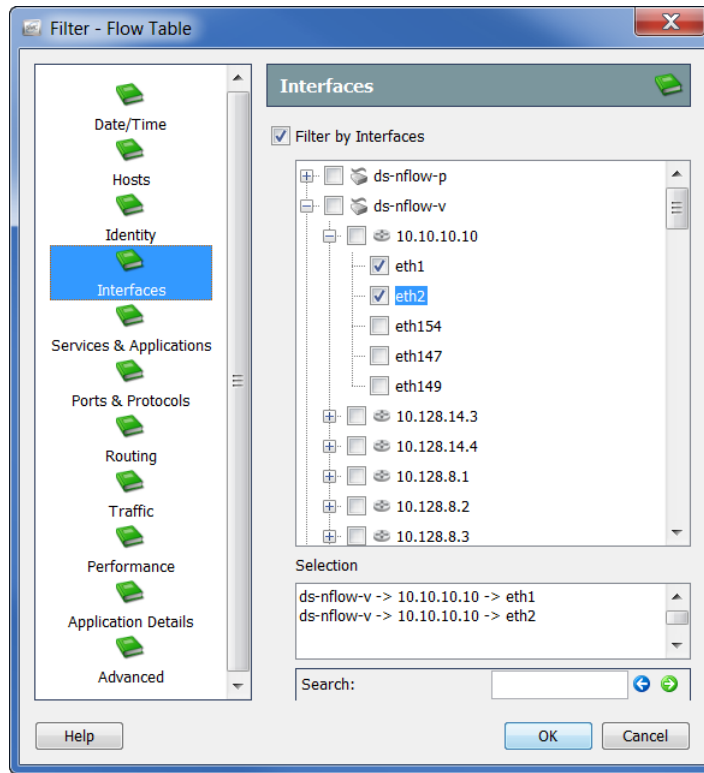 Filter - Flow Table
Date/Time
Hosts
Identity
Interfaces
Services & Applications
Ports & Protocols
Routing
Traffic
Performance
Application Details
Advanced
Interfaces
Filter by Interfaces
ds-nflow-p
ds-nflow-v
10.10.10.10
eth1
eth2
eth154
eth147
eth149
10.128.14.3
10.128.14.4
10.128.8.1
10.128.8.2
10.128.8.3
Selection
ds-nflow-v -> 10.10.10.10 -> eth1
ds-nflow-v -> 10.10.10.10 -> eth2
Search:
Help
OK
Cancel